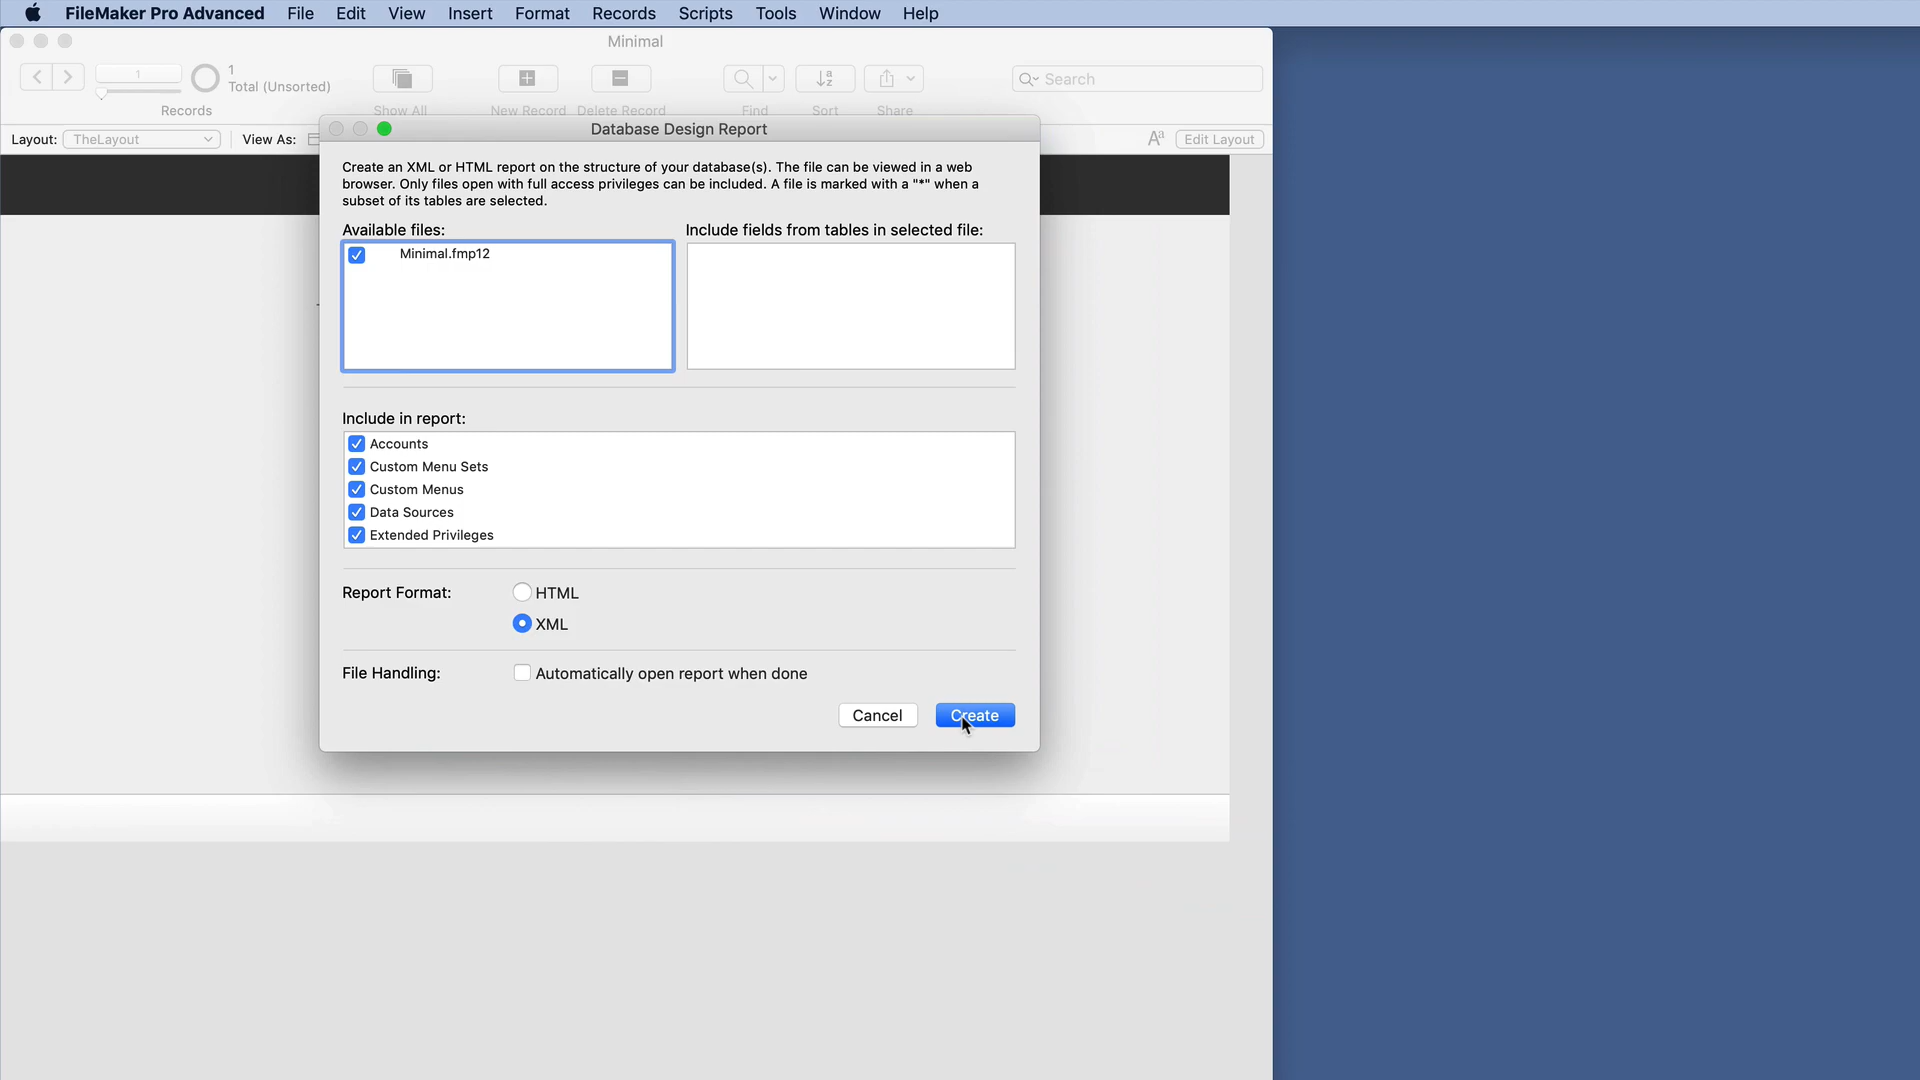 FileMaker Pro Advanced File Edit View Insert Format Records Scripts Tools Window Help
Minimal
1
1
Total (Unsorted)
Search
Records Show All New Record Delete Record Find Sort Share
Layout: TheLayout View As: Aa Edit Layout
Database Design Report
Create an XML or HTML report on the structure of your database(s). The file can be viewed in a web
browser. Only files open with full access privileges can be included. A file is marked with a "*" when a
subset of its tables are selected.
Available files: Include fields from tables in selected file:
Minimal.fmp12
Include in report:
Accounts
Custom Menu Sets
Custom Menus
Data Sources
Extended Privileges
Report Format: HTML
XML
File Handling: Automatically open report when done
Cancel Create